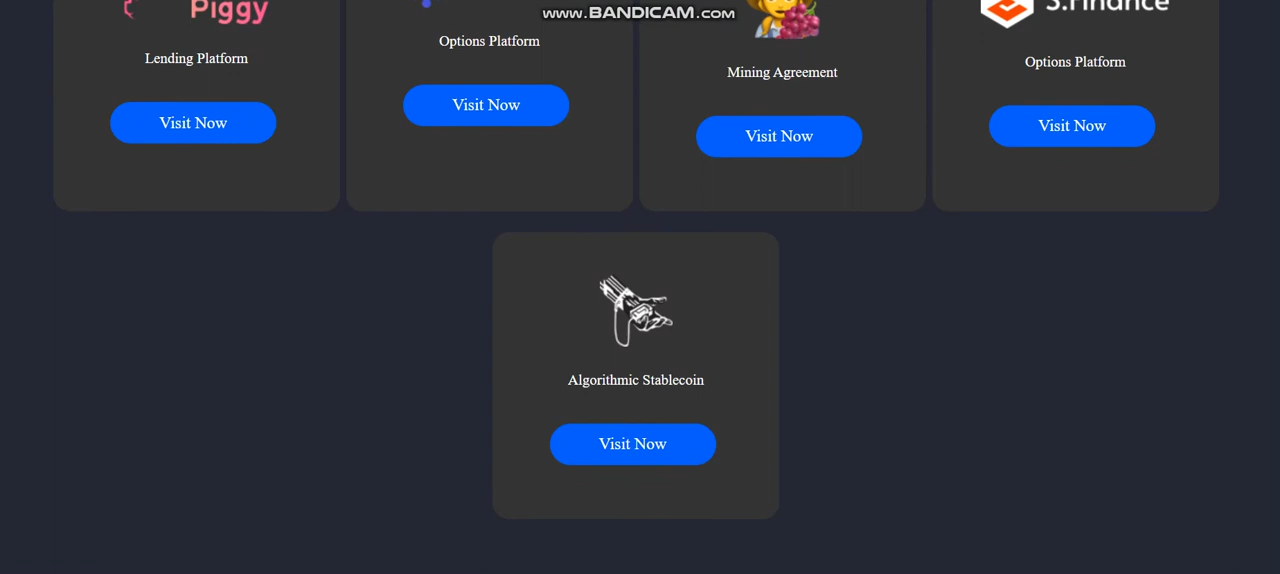 www.BANDICAM.com
Piggy
S.Finance
Lending Platform
Options Platform
Mining Agreement
Options Platform
Visit Now
Visit Now
Visit Now
Visit Now
Algorithmic Stablecoin
Visit Now